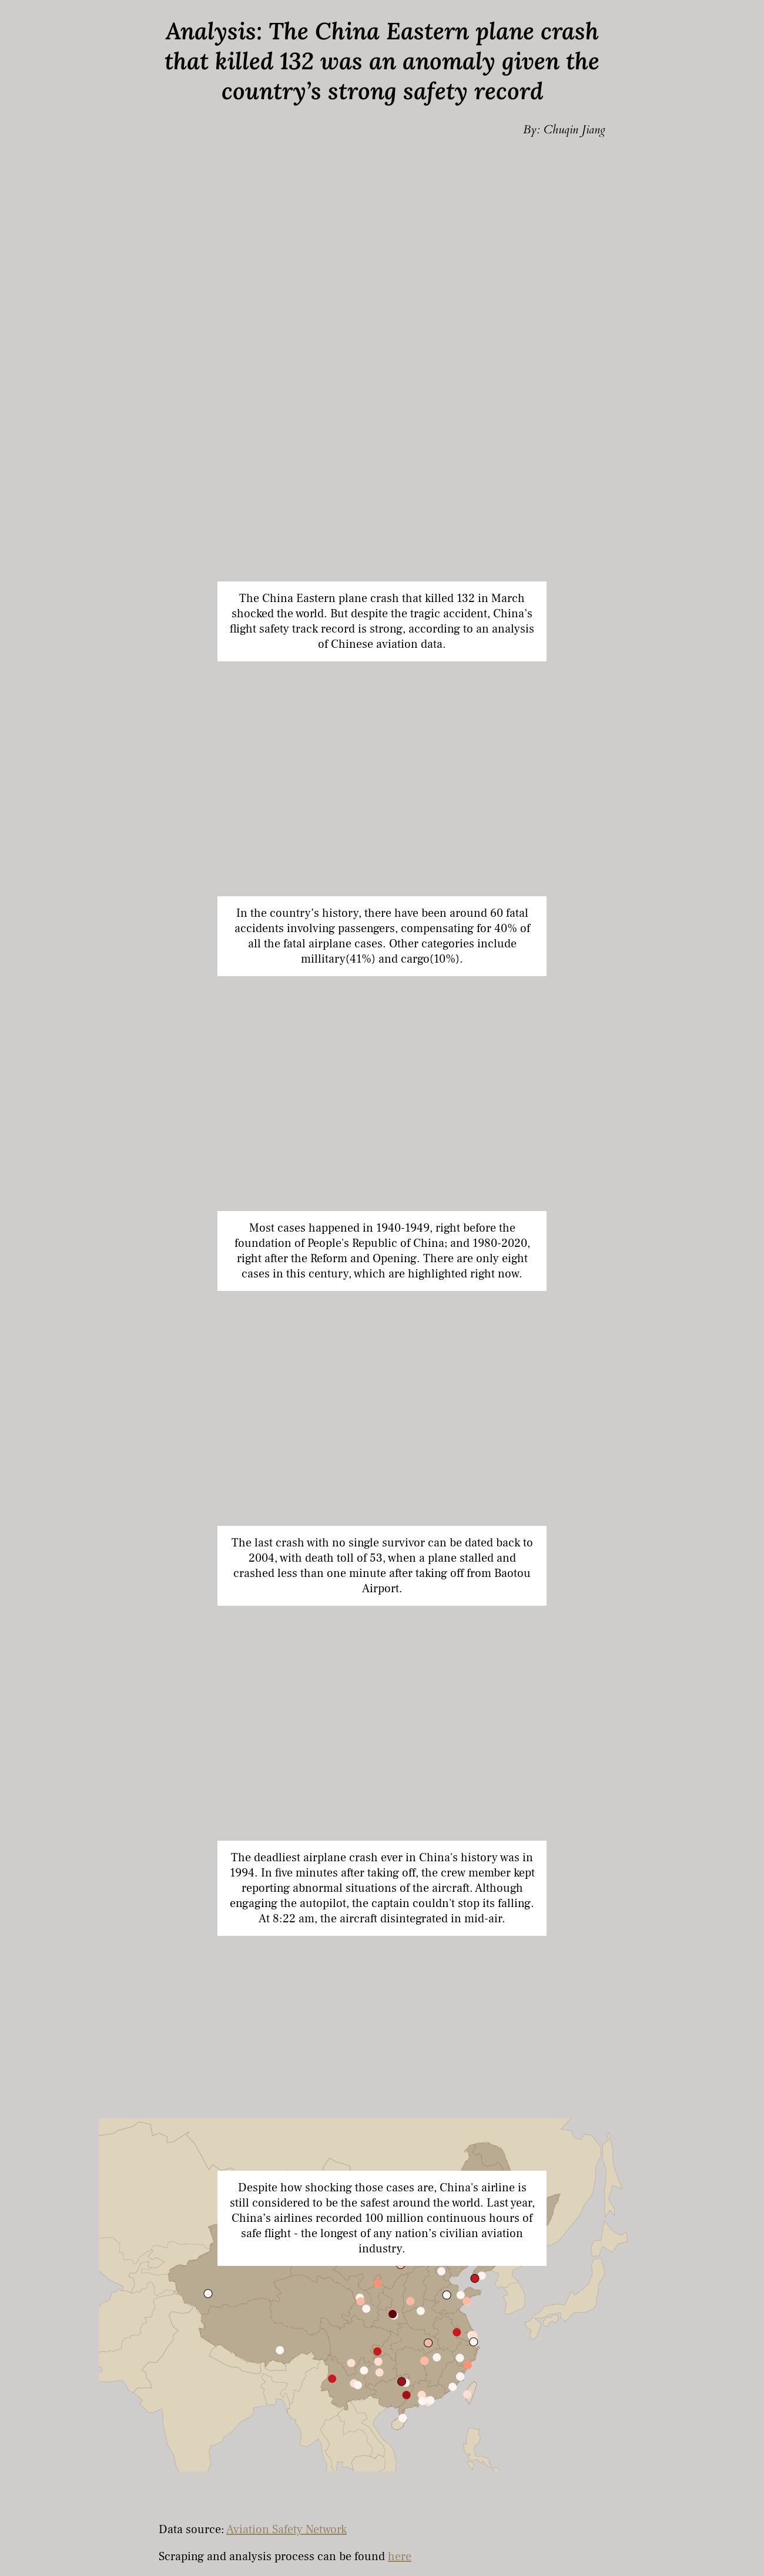 Analysis: The China Eastern plane crash
that killed 132 was an anomaly given the
country’s strong safety record
By: Chuqin Jiang
The China Eastern plane crash that killed 132 in March
shocked the world. But despite the tragic accident, China’s
flight safety track record is strong, according to an analysis
of Chinese aviation data.
In the country’s history, there have been around 60 fatal
accidents involving passengers, compensating for 40% of
all the fatal airplane cases. Other categories include
millitary(41%) and cargo(10%).
Most cases happened in 1940-1949, right before the
foundation of People's Republic of China; and 1980-2020,
right after the Reform and Opening. There are only eight
cases in this century, which are highlighted right now.
The last crash with no single survivor can be dated back to
2004, with death toll of 53, when a plane stalled and
crashed less than one minute after taking off from Baotou
Airport.
The deadliest airplane crash ever in China's history was in
1994. In five minutes after taking off, the crew member kept
reporting abnormal situations of the aircraft. Although
engaging the autopilot, the captain couldn't stop its falling.
At 8:22 am, the aircraft disintegrated in mid-air.
Despite how shocking those cases are, China's airline is
still considered to be the safest around the world. Last year,
China’s airlines recorded 100 million continuous hours of
safe flight - the longest of any nation’s civilian aviation
industry.
Data source: Aviation Safety Network
Scraping and analysis process can be found here